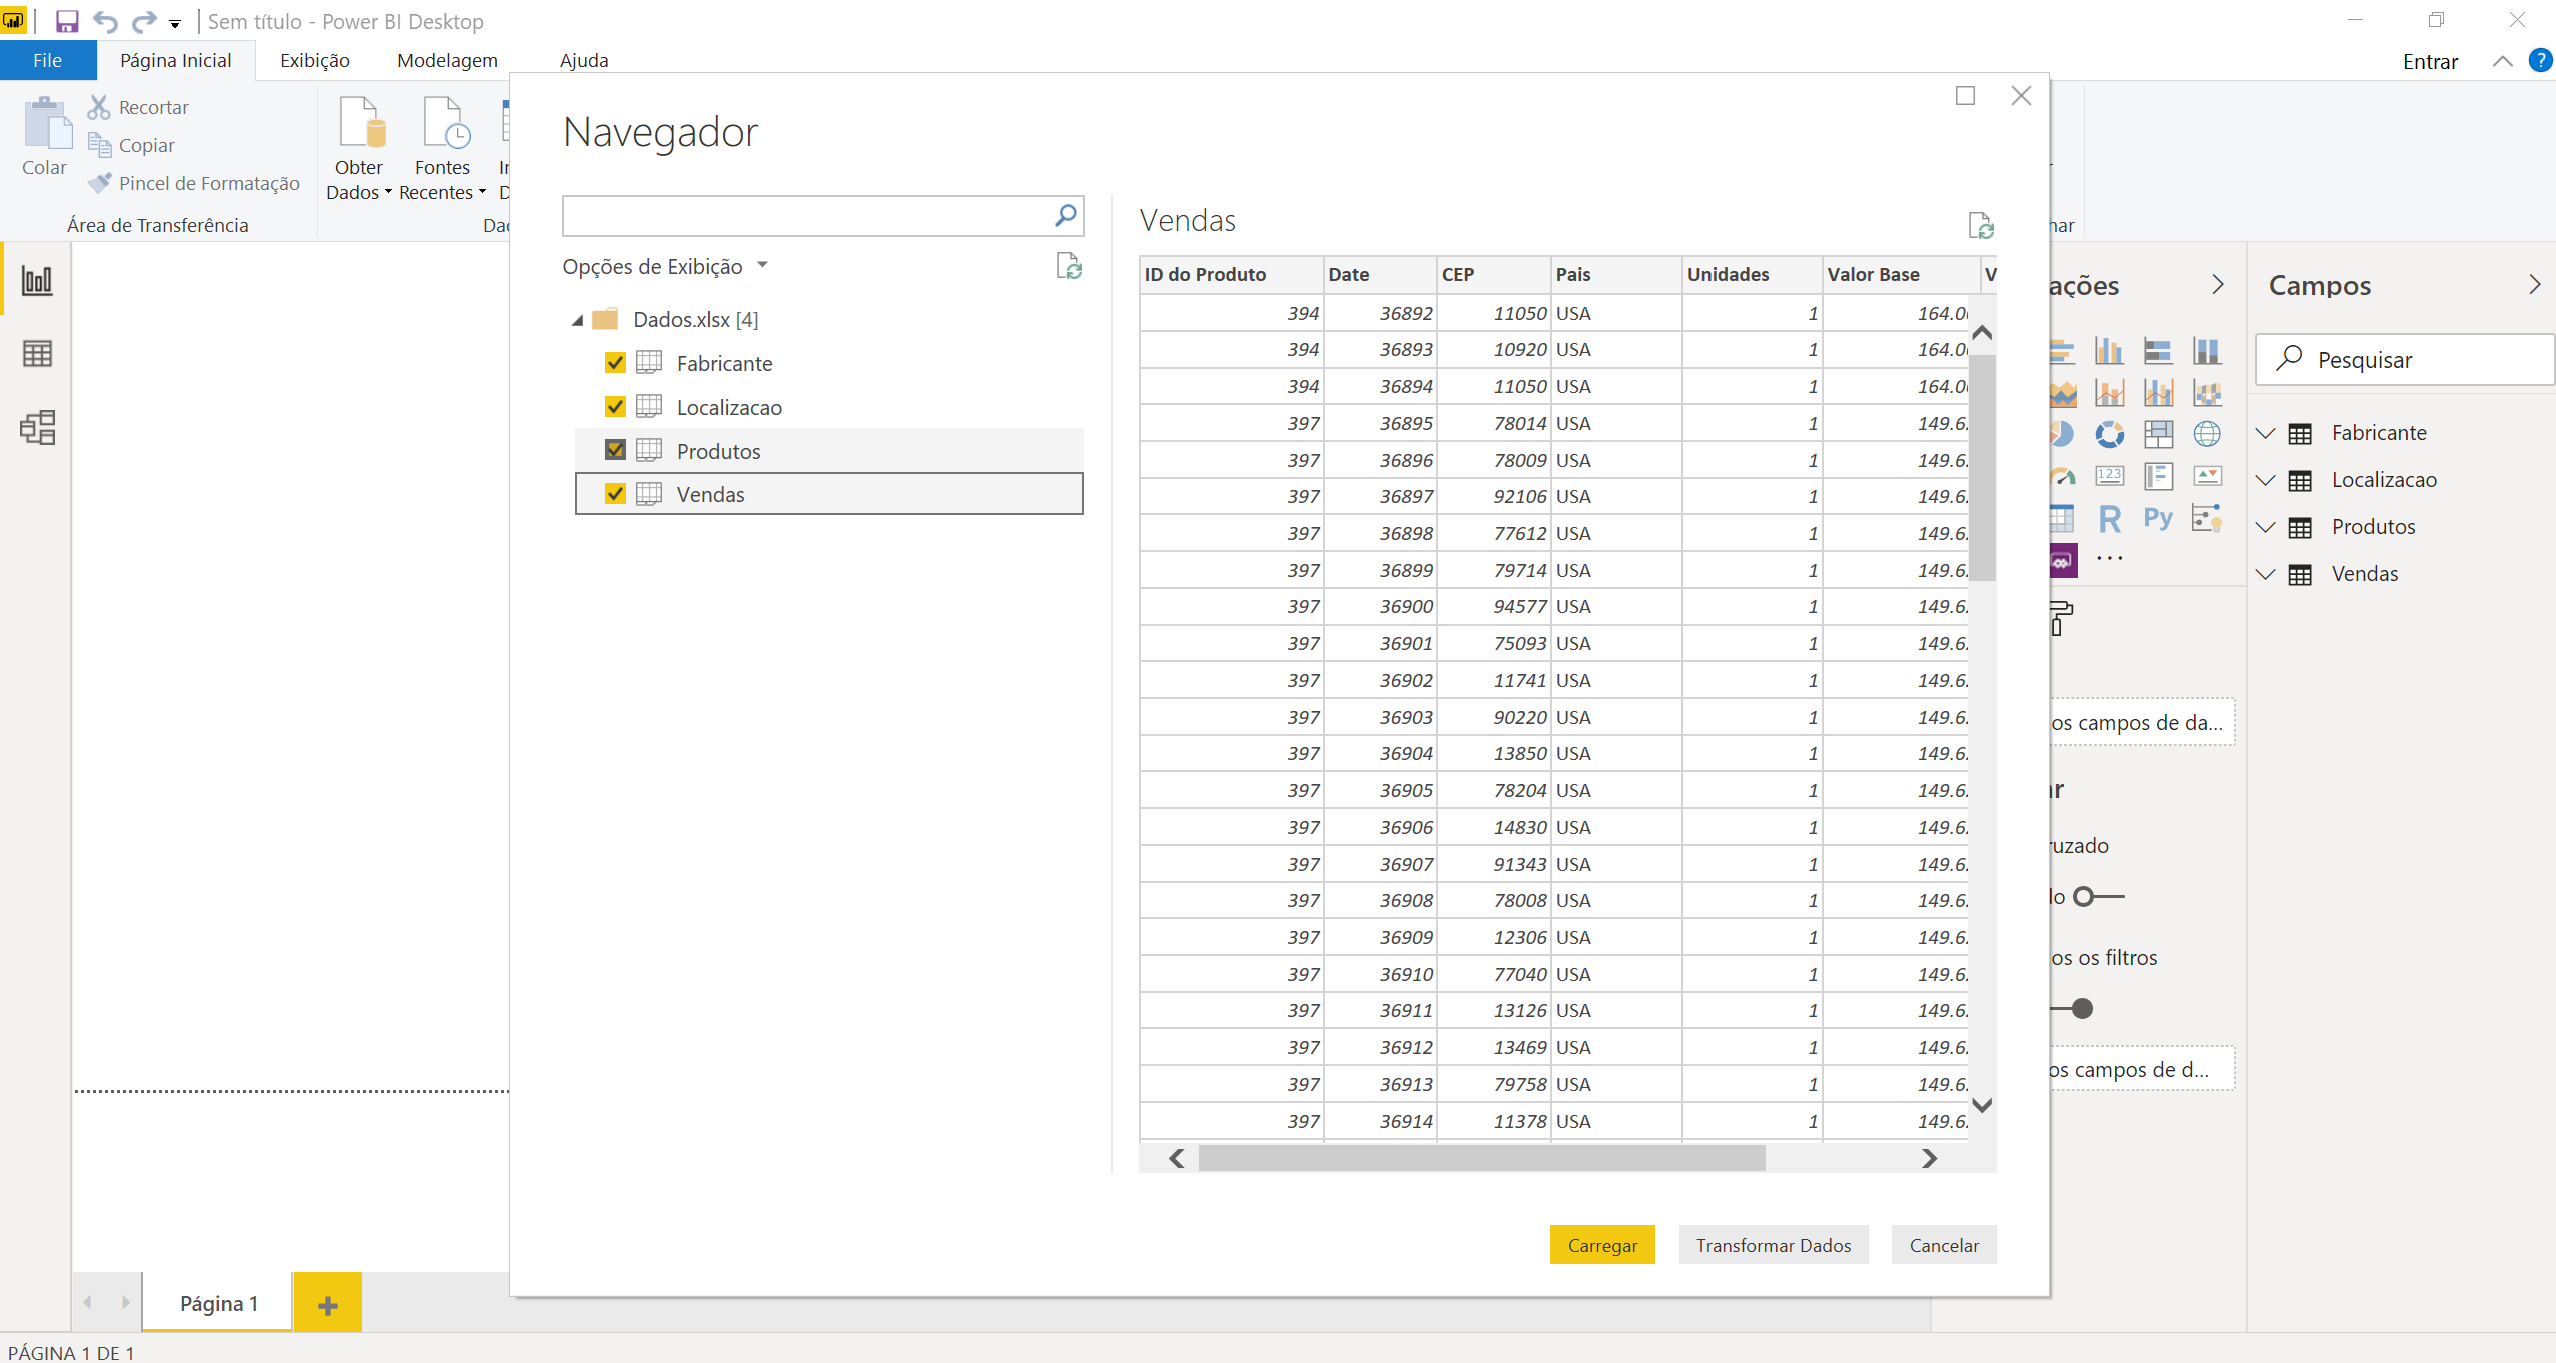 Sem título - Power BI Desktop
File
Página Inicial
Exibição
Modelagem
Ajuda
Entrar
?
Colar
Recortar
Copiar
Pincel de Formatação
Área de Transferência
Obter Dados
Fontes Recentes
Navegador
Opções de Exibição
Dados.xlsx [4]
Fabricante
Localizacao
Produtos
Vendas
Vendas
ID do Produto Date CEP Pais Unidades Valor Base V
394 36892 11050 USA 1 164.0
394 36893 10920 USA 1 164.0
394 36894 11050 USA 1 164.0
397 36895 78014 USA 1 149.6
397 36896 78009 USA 1 149.6
397 36897 92106 USA 1 149.6
397 36898 77612 USA 1 149.6
397 36899 79714 USA 1 149.6
397 36900 94577 USA 1 149.6
397 36901 75093 USA 1 149.6
397 36902 11741 USA 1 149.6
397 36903 90220 USA 1 149.6
397 36904 13850 USA 1 149.6
397 36905 78204 USA 1 149.6
397 36906 14830 USA 1 149.6
397 36907 91343 USA 1 149.6
397 36908 78008 USA 1 149.6
397 36909 12306 USA 1 149.6
397 36910 77040 USA 1 149.6
397 36911 13126 USA 1 149.6
397 36912 13469 USA 1 149.6
397 36913 79758 USA 1 149.6
397 36914 11378 USA 1 149.6
Carregar
Transformar Dados
Cancelar
ações
123
R
Py
...
os campos de da...
ar
ruzado
do
os os filtros
os campos de d...
Campos
Pesquisar
Fabricante
Localizacao
Produtos
Vendas
Página 1
PÁGINA 1 DE 1